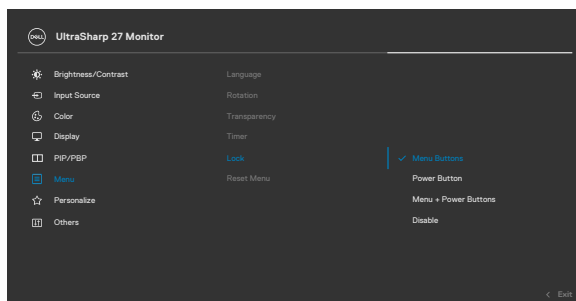 DELL UltraSharp 27 Monitor
Brightness/Contrast Language
Input Source Rotation
Color Transparency
Display Timer
PIP/PBP Lock Menu Buttons
Menu Reset Menu Power Button
Personalize Menu + Power Buttons
Others Disable
Exit